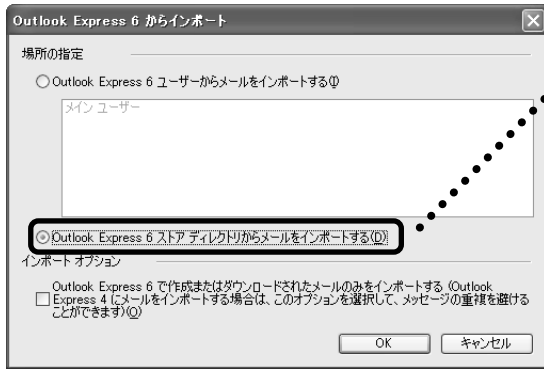 Outlook Express 6 からインポート
場所の指定
Outlook Express 6 ユーザーからメールをインポートする(I)
メイン ユーザー
Outlook Express 6 ストア ディレクトリからメールをインポートする(D)
インポート オプション
Outlook Express 6 で作成またはダウンロードされたメールのみをインポートする (Outlook
Express 4 にメールをインポートする場合は、このオプションを選択して、メッセージの重複を避ける
ことができます)(O)
OK
キャンセル